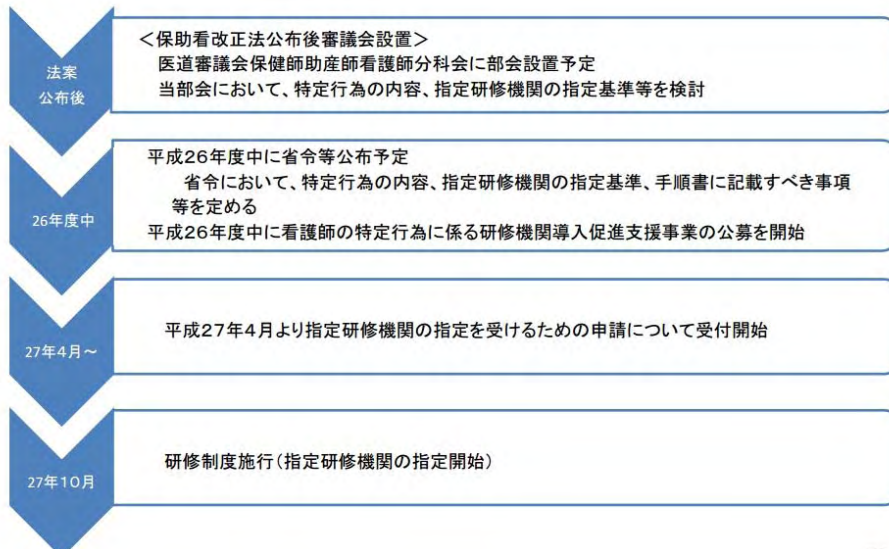 法案
公布後
＜保助看改正法公布後審議会設置＞
医道審議会保健師助産師看護師分科会に部会設置予定
当部会において、特定行為の内容、指定研修機関の指定基準等を検討
26年度中
平成26年度中に省令等公布予定
省令において、特定行為の内容、指定研修機関の指定基準、手順書に記載すべき事項
等を定める
平成26年度中に看護師の特定行為に係る研修機関導入促進支援事業の公募を開始
27年4月～
平成27年4月より指定研修機関の指定を受けるための申請について受付開始
27年10月
研修制度施行（指定研修機関の指定開始）